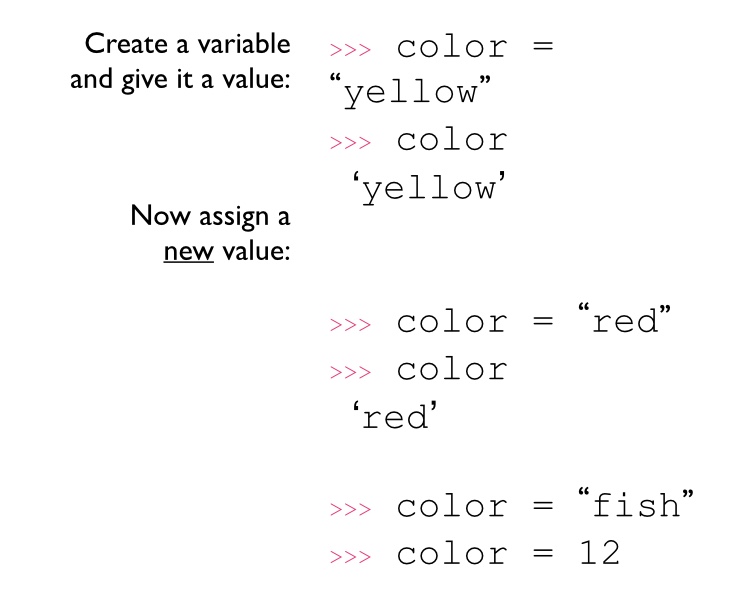 Create a variable
and give it a value:
>>> color =
“yellow”
>>> color
‘yellow’
Now assign a
new value:
>>> color = “red”
>>> color
‘red’
>>> color = “fish”
>>> color = 12